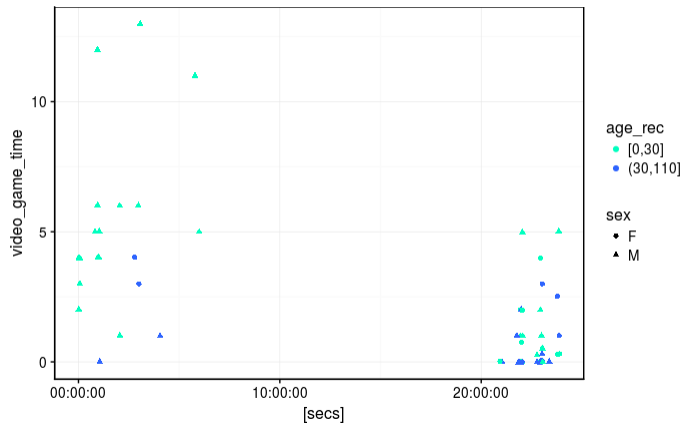 10
5
0
video_game_time
00:00:00 10:00:00 20:00:00
[secs]
age_rec
[0,30]
(30,110]
sex
F
M